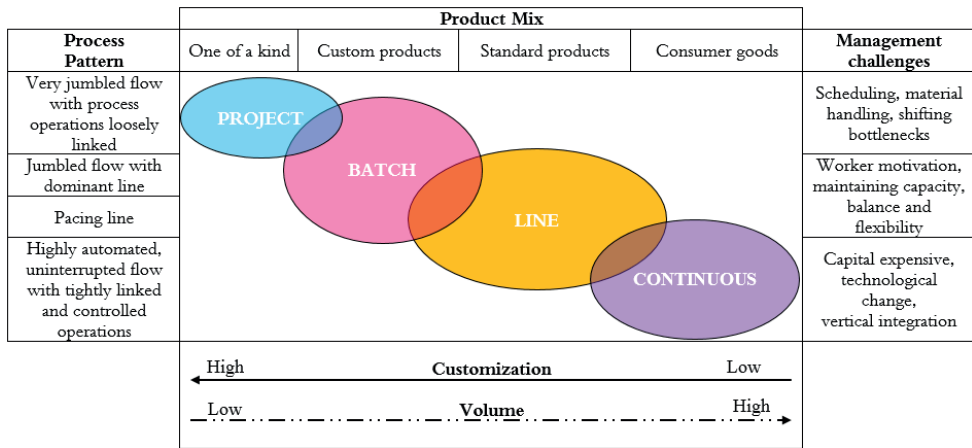 Product Mix
Process
Pattern
One of a kind
Custom products
Standard products
Consumer goods
Management
challenges
Very jumbled flow
with process
operations loosely
linked
PROJECT
Scheduling, material
handling, shifting
bottlenecks
Jumbled flow with
dominant line
BATCH
Worker motivation,
maintaining capacity,
balance and
flexibility
Pacing line
LINE
Highly automated,
uninterrupted flow
with tightly linked
and controlled
operations
CONTINUOUS
Capital expensive,
technological
change,
vertical integration
High Customization Low
Low Volume High